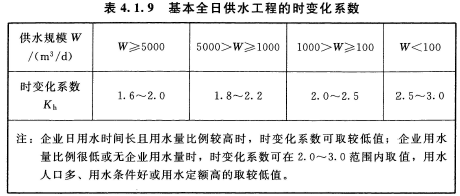 表 4.1.9 基本全日供水工程的时变化系数
供水规模 W
/(m³/d)
W≥5000
5000>W≥1000
1000>W≥100
W<100
时变化系数
Kh
1.6～2.0
1.8～2.2
2.0～2.5
2.5～3.0
注：企业日用水时间长且用水量比例较高时，时变化系数可取较低值；企业用水
量比例很低或无企业用水量时，时变化系数可在 2.0～3.0 范围内取值，用水
人口多、用水条件好或用水定额高的取较低值。